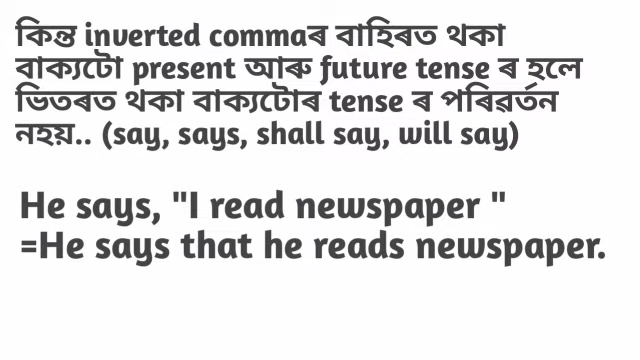 কিন্তু inverted commaৰ বাহিৰত থকা
বাক্যটো present আৰু future tense ৰ হলে
ভিতৰত থকা বাক্যটোৰ tense ৰ পৰিৱৰ্তন
নহয়.. (say, says, shall say, will say)
He says, "I read newspaper "
=He says that he reads newspaper.